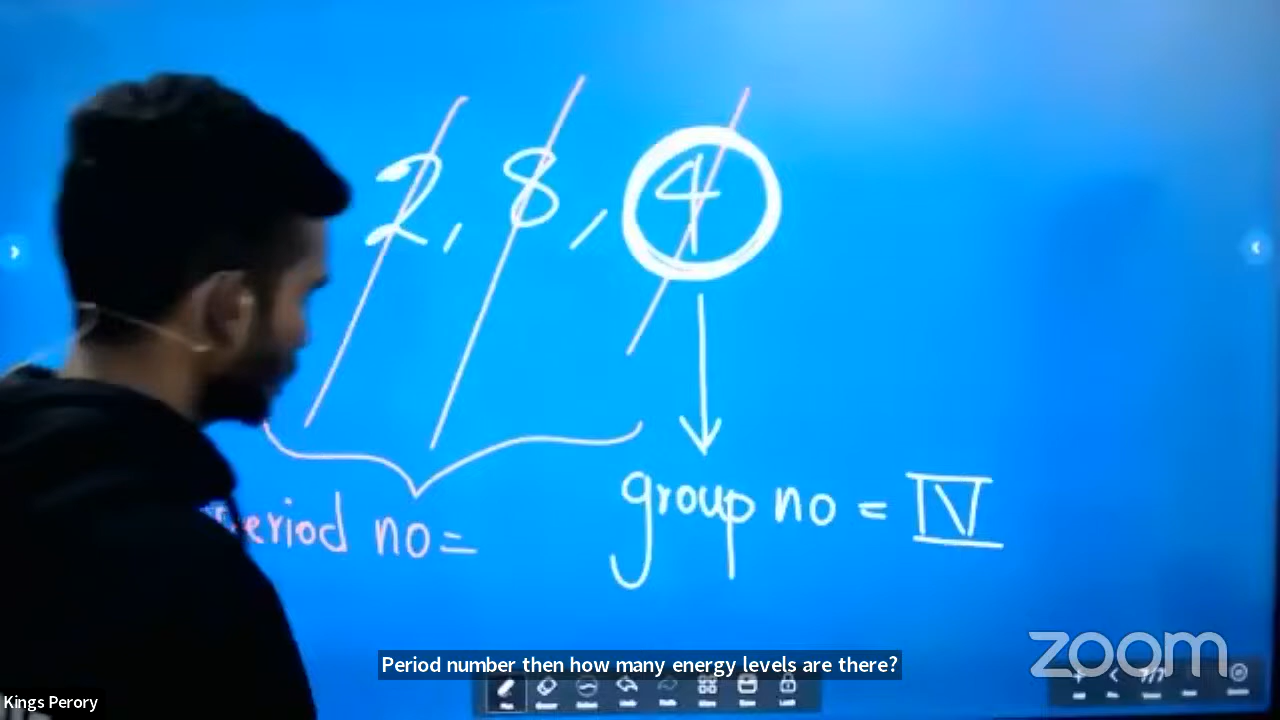 2, 8, 4
period no =
group no = IV
Period number then how many energy levels are there?
zoom
Kings Perory